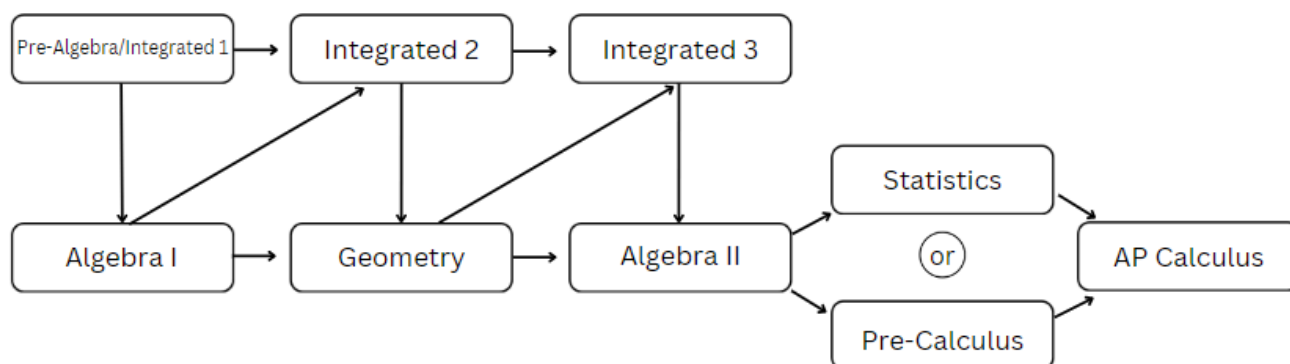 Pre-Algebra/Integrated 1
Integrated 2
Integrated 3
Statistics
Algebra I
Geometry
Algebra II
or
AP Calculus
Pre-Calculus